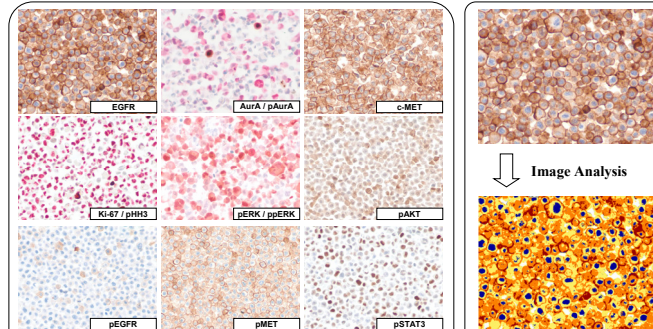 EGFR
AurA / pAurA
c-MET
Ki-67 / pHH3
pERK / ppERK
pAKT
pEGFR
pMET
pSTAT3
Image Analysis